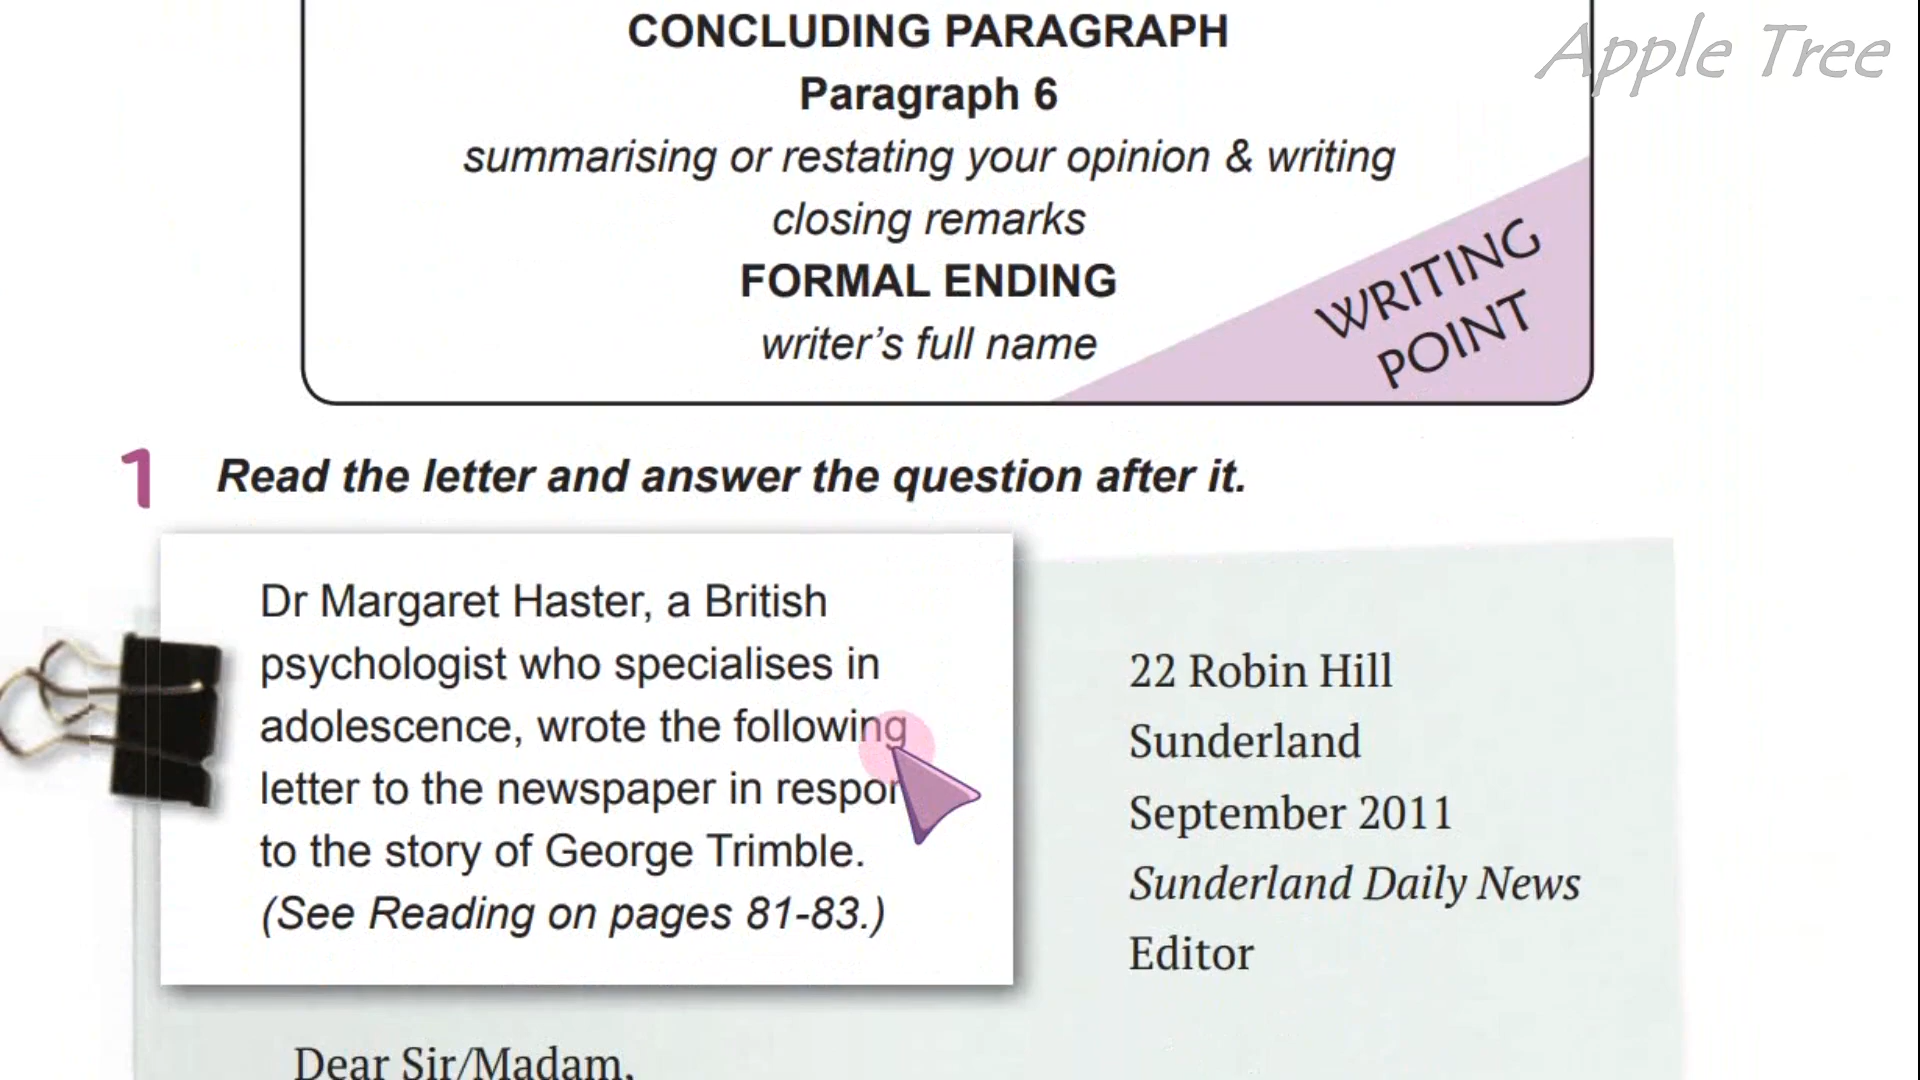 CONCLUDING PARAGRAPH
Apple Tree
Paragraph 6
summarising or restating your opinion & writing
closing remarks
FORMAL ENDING
writer's full name
WRITING
POINT
1 Read the letter and answer the question after it.
Dr Margaret Haster, a British
psychologist who specialises in
adolescence, wrote the following
letter to the newspaper in
to the story of George Trimble.
(See Reading on pages 81-83.)
22 Robin Hill
Sunderland
September 2011
Sunderland Daily News
Editor
Dear Sir/Madam,